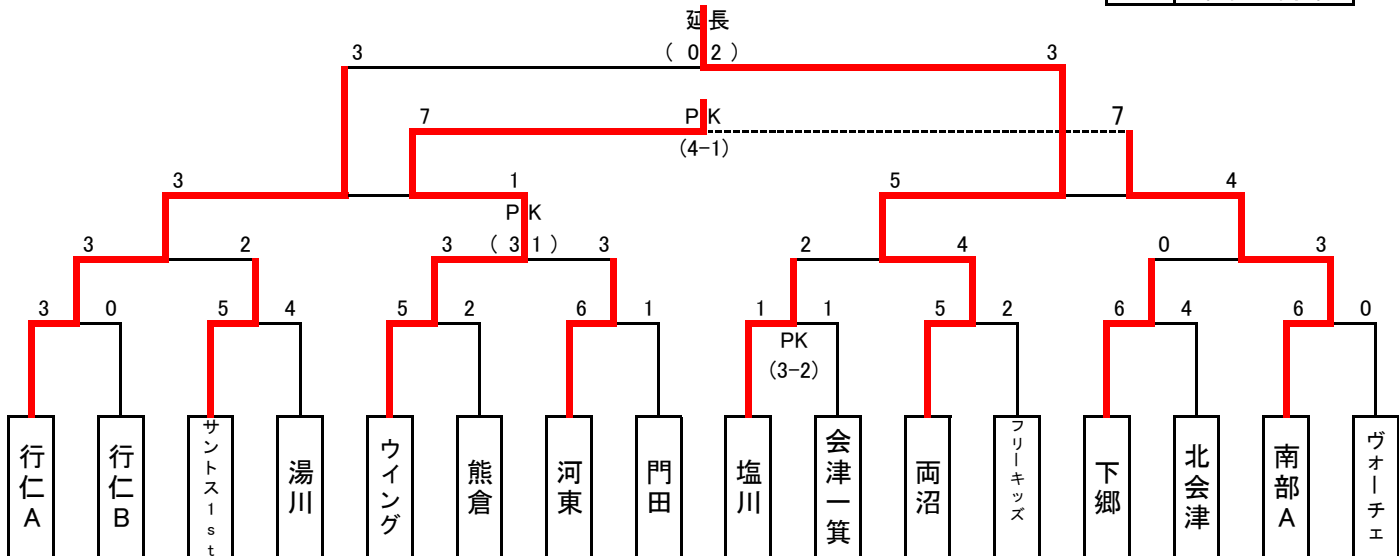 延長
3 ( 0 2 ) 3
7 PK 7
(4-1)
3 1 5 4
PK
3 2 3 ( 3 1 ) 3 2 4 0 3
3 0 5 4 5 2 6 1 1 1 5 2 6 4 6 0
PK
(3-2)
行仁A
行仁B
サントス1st
湯川
ウイング
熊倉
河東
門田
塩川
会津一箕
両沼
フリーキッズ
下郷
北会津
南部A
ヴォーチェ